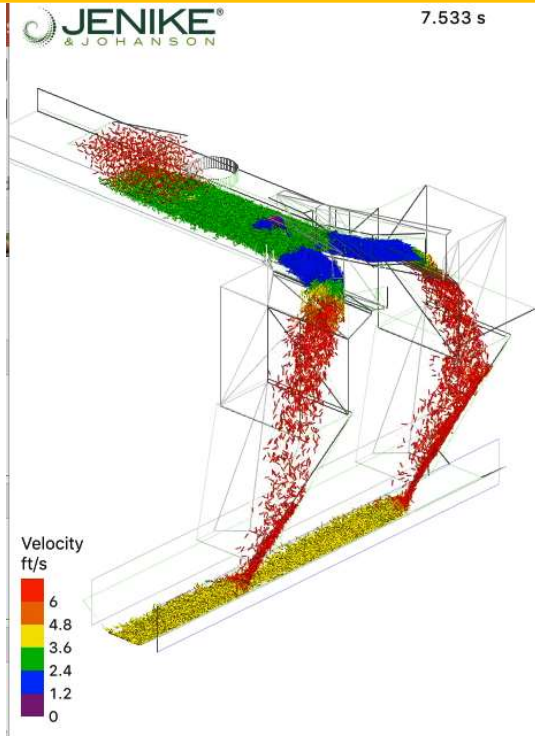 JENIKE®
& JOHANSON
7.533 s
Velocity
ft/s
6
4.8
3.6
2.4
1.2
0